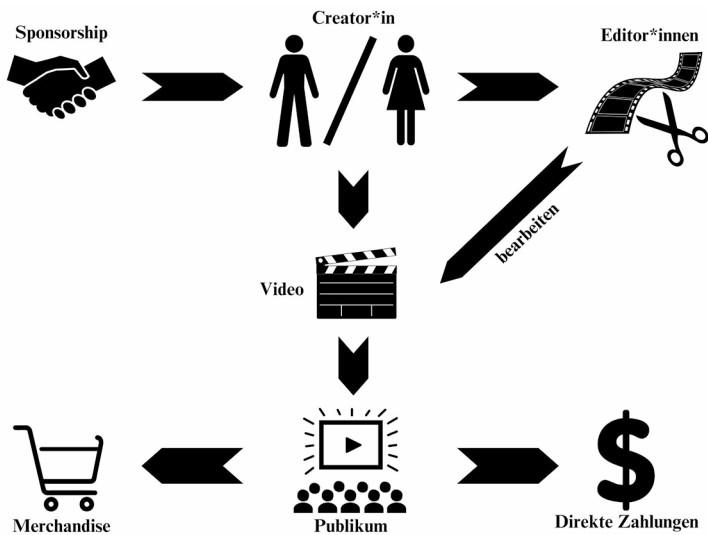 Sponsorship
Creator*in
Editor*innen
bearbeiten
Video
Merchandise
Publikum
Direkte Zahlungen